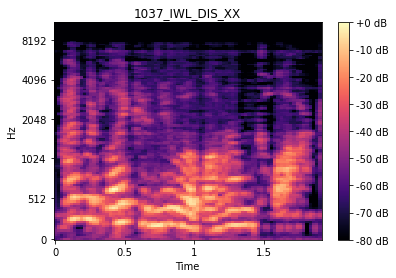 1037_IWL_DIS_XX
+0 dB
8192
-10 dB
4096
-20 dB
-30 dB
2048
Hz
-40 dB
1024
-50 dB
512
-60 dB
-70 dB
0
-80 dB
0 0.5 1 1.5
Time